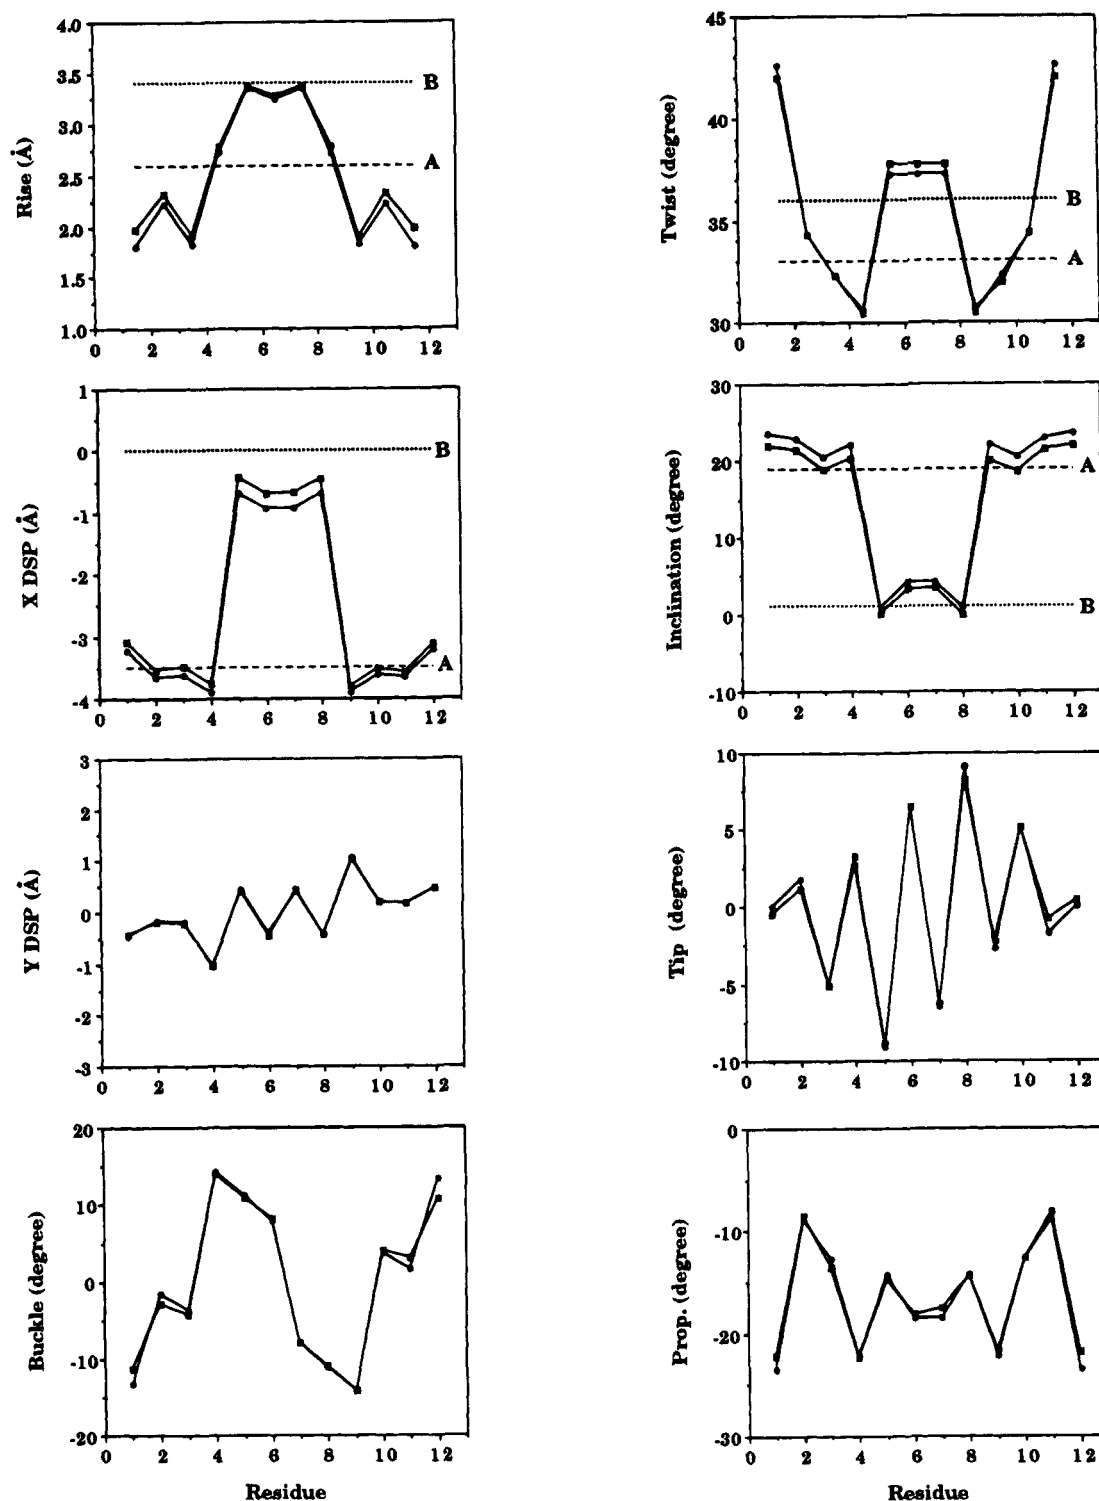 4.0
3.5
3.0
2.5
2.0
1.5
1.0
Rise (Å)
B
A
0 2 4 6 8 10 12
45
40
35
30
Twist (degree)
B
A
0 2 4 6 8 10 12
1
0
-1
-2
-3
-4
X DSP (Å)
B
A
0 2 4 6 8 10 12
30
20
10
0
-10
Inclination (degree)
A
B
0 2 4 6 8 10 12
3
2
1
0
-1
-2
-3
Y DSP (Å)
0 2 4 6 8 10 12
10
5
0
-5
-10
Tip (degree)
0 2 4 6 8 10 12
20
10
0
-10
-20
Buckle (degree)
0 2 4 6 8 10 12
Residue
0
-10
-20
-30
Prop. (degree)
0 2 4 6 8 10 12
Residue